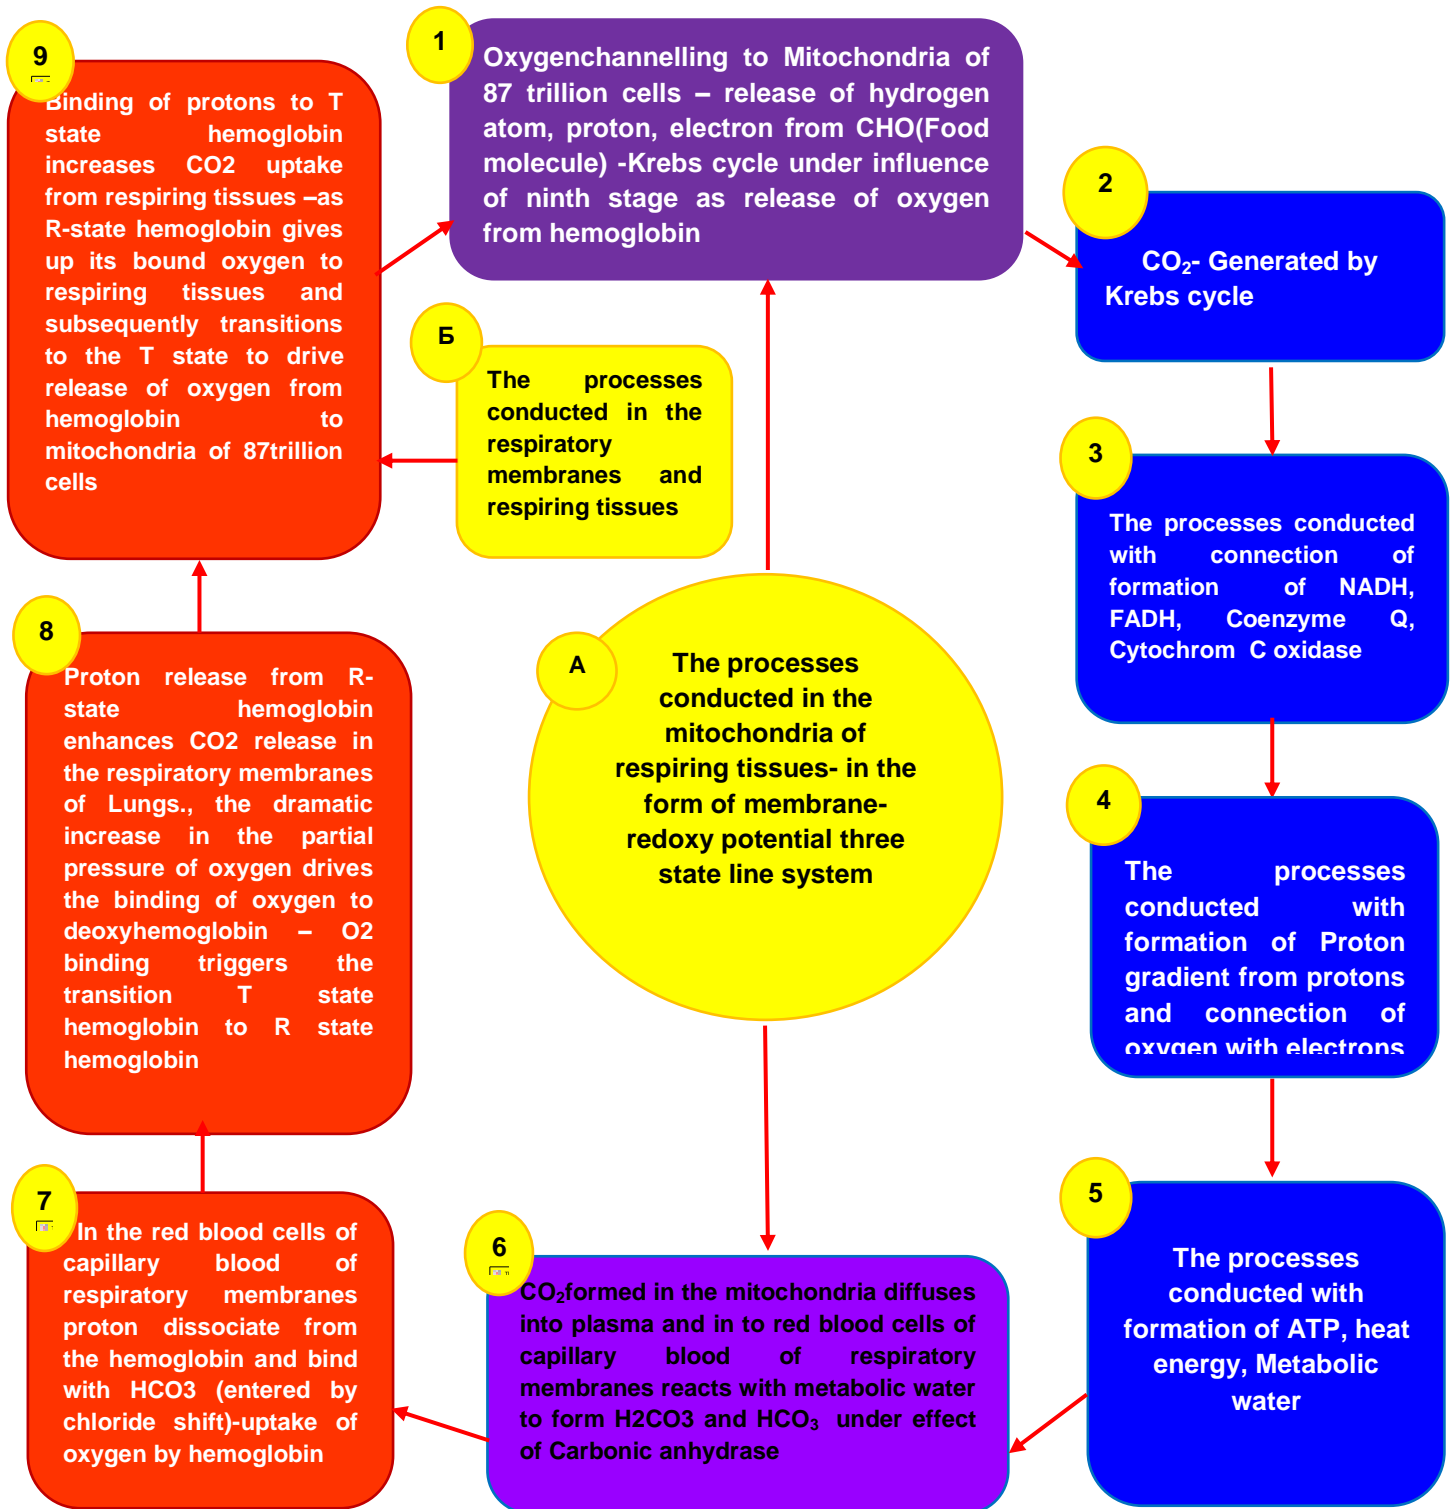 1
Oxygenchannelling to Mitochondria of
87 trillion cells – release of hydrogen
atom, proton, electron from CHO(Food
molecule) -Krebs cycle under influence
of ninth stage as release of oxygen
from hemoglobin
2
CO₂- Generated by
Krebs cycle
3
The processes conducted
with connection of
formation of NADH,
FADH, Coenzyme Q,
Cytochrom C oxidase
4
The processes
conducted with
formation of Proton
gradient from protons
and connection of
oxygen with electrons
5
The processes
conducted with
formation of ATP, heat
energy, Metabolic
water
6
CO₂formed in the mitochondria diffuses
into plasma and in to red blood cells of
capillary blood of respiratory
membranes reacts with metabolic water
to form H2CO3 and HCO₃ under effect
of Carbonic anhydrase
7
In the red blood cells of
capillary blood of
respiratory membranes
proton dissociate from
the hemoglobin and bind
with HCO3 (entered by
chloride shift)-uptake of
oxygen by hemoglobin
8
Proton release from R-
state hemoglobin
enhances CO2 release in
the respiratory membranes
of Lungs., the dramatic
increase in the partial
pressure of oxygen drives
the binding of oxygen to
deoxyhemoglobin – O2
binding triggers the
transition T state
hemoglobin to R state
hemoglobin
9
Binding of protons to T
state hemoglobin
increases CO2 uptake
from respiring tissues –as
R-state hemoglobin gives
up its bound oxygen to
respiring tissues and
subsequently transitions
to the T state to drive
release of oxygen from
hemoglobin to
mitochondria of 87trillion
cells
Б
The processes
conducted in the
respiratory
membranes and
respiring tissues
A
The processes
conducted in the
mitochondria of
respiring tissues- in the
form of membrane-
redoxy potential three
state line system